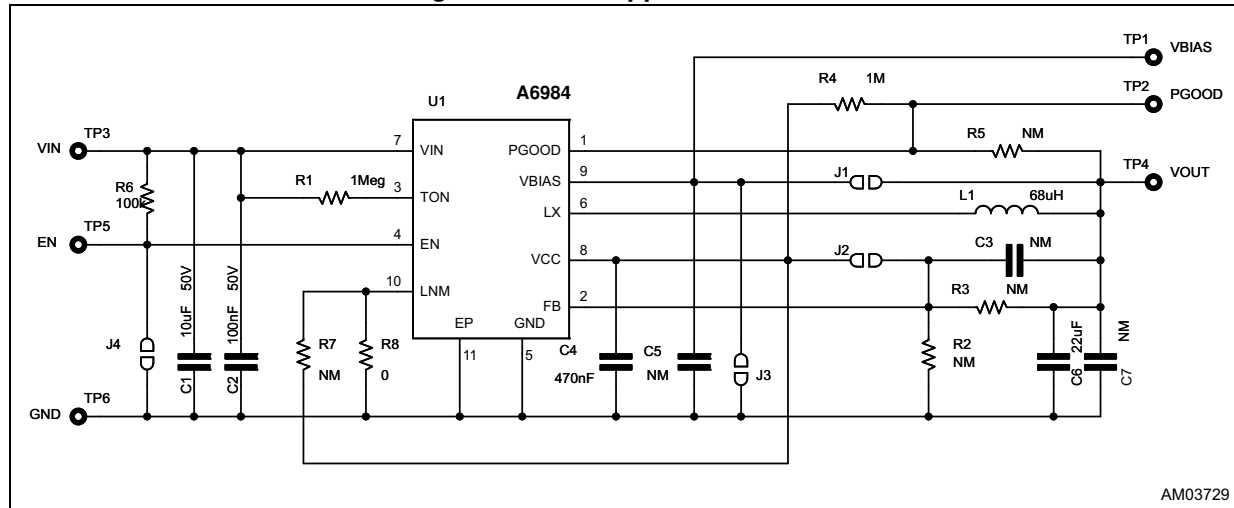 TP1
VBIAS
R4 1M
TP2
PGOOD
U1
A6984
TP3
VIN
7
VIN
PGOOD
1
R5 NM
R6
100k
R1 1Meg
3
TON
VBIAS
9
J1
TP4
VOUT
LX
6
L1 68uH
TP5
EN
4
EN
VCC
8
J2
C3 NM
50V
50V
10
LNM
FB
2
R3 NM
10uF
100nF
EP
GND
J4
R7
R8
11
5
C4
C5
R2
22uF
NM
NM
0
470nF
NM
J3
NM
C1
C2
C6
C7
TP6
GND
AM03729